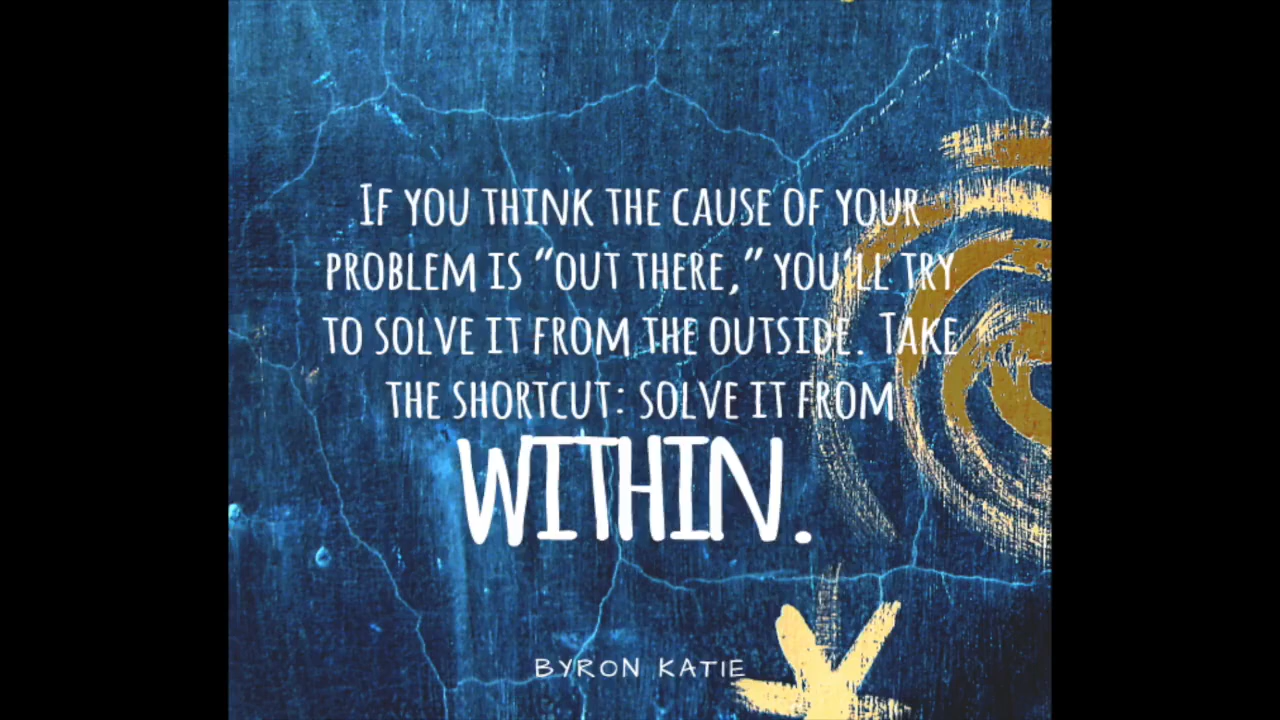 If you think the cause of your
problem is “out there,” you'll try
to solve it from the outside. Take
the shortcut: solve it from
WITHIN.
BYRON KATIE